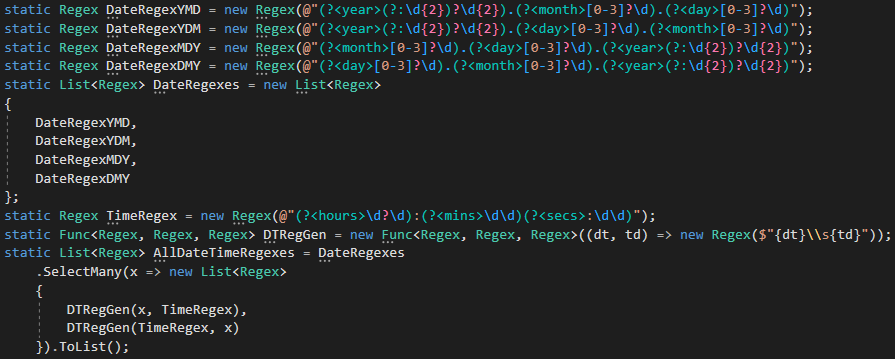 static Regex DateRegexYMD = new Regex(@"(?<year>(?:\d{2})?\d{2}).(?<month>[0-3]?\d).(?<day>[0-3]?\d)");
static Regex DateRegexYDM = new Regex(@"(?<year>(?:\d{2})?\d{2}).(?<day>[0-3]?\d).(?<month>[0-3]?\d)");
static Regex DateRegexMDY = new Regex(@"(?<month>[0-3]?\d).(?<day>[0-3]?\d).(?<year>(?:\d{2})?\d{2})");
static Regex DateRegexDMY = new Regex(@"(?<day>[0-3]?\d).(?<month>[0-3]?\d).(?<year>(?:\d{2})?\d{2})");
static List<Regex> DateRegexes = new List<Regex>
{
    DateRegexYMD,
    DateRegexYDM,
    DateRegexMDY,
    DateRegexDMY
};
static Regex TimeRegex = new Regex(@"(?<hours>\d?\d):(?<mins>\d\d)(?<secs>:\d\d)");
static Func<Regex, Regex, Regex> DTRegGen = new Func<Regex, Regex, Regex>((dt, td) => new Regex($"{dt}\\s{td}"));
static List<Regex> AllDateTimeRegexes = DateRegexes
    .SelectMany(x => new List<Regex>
    {
        DTRegGen(x, TimeRegex),
        DTRegGen(TimeRegex, x)
    }).ToList();